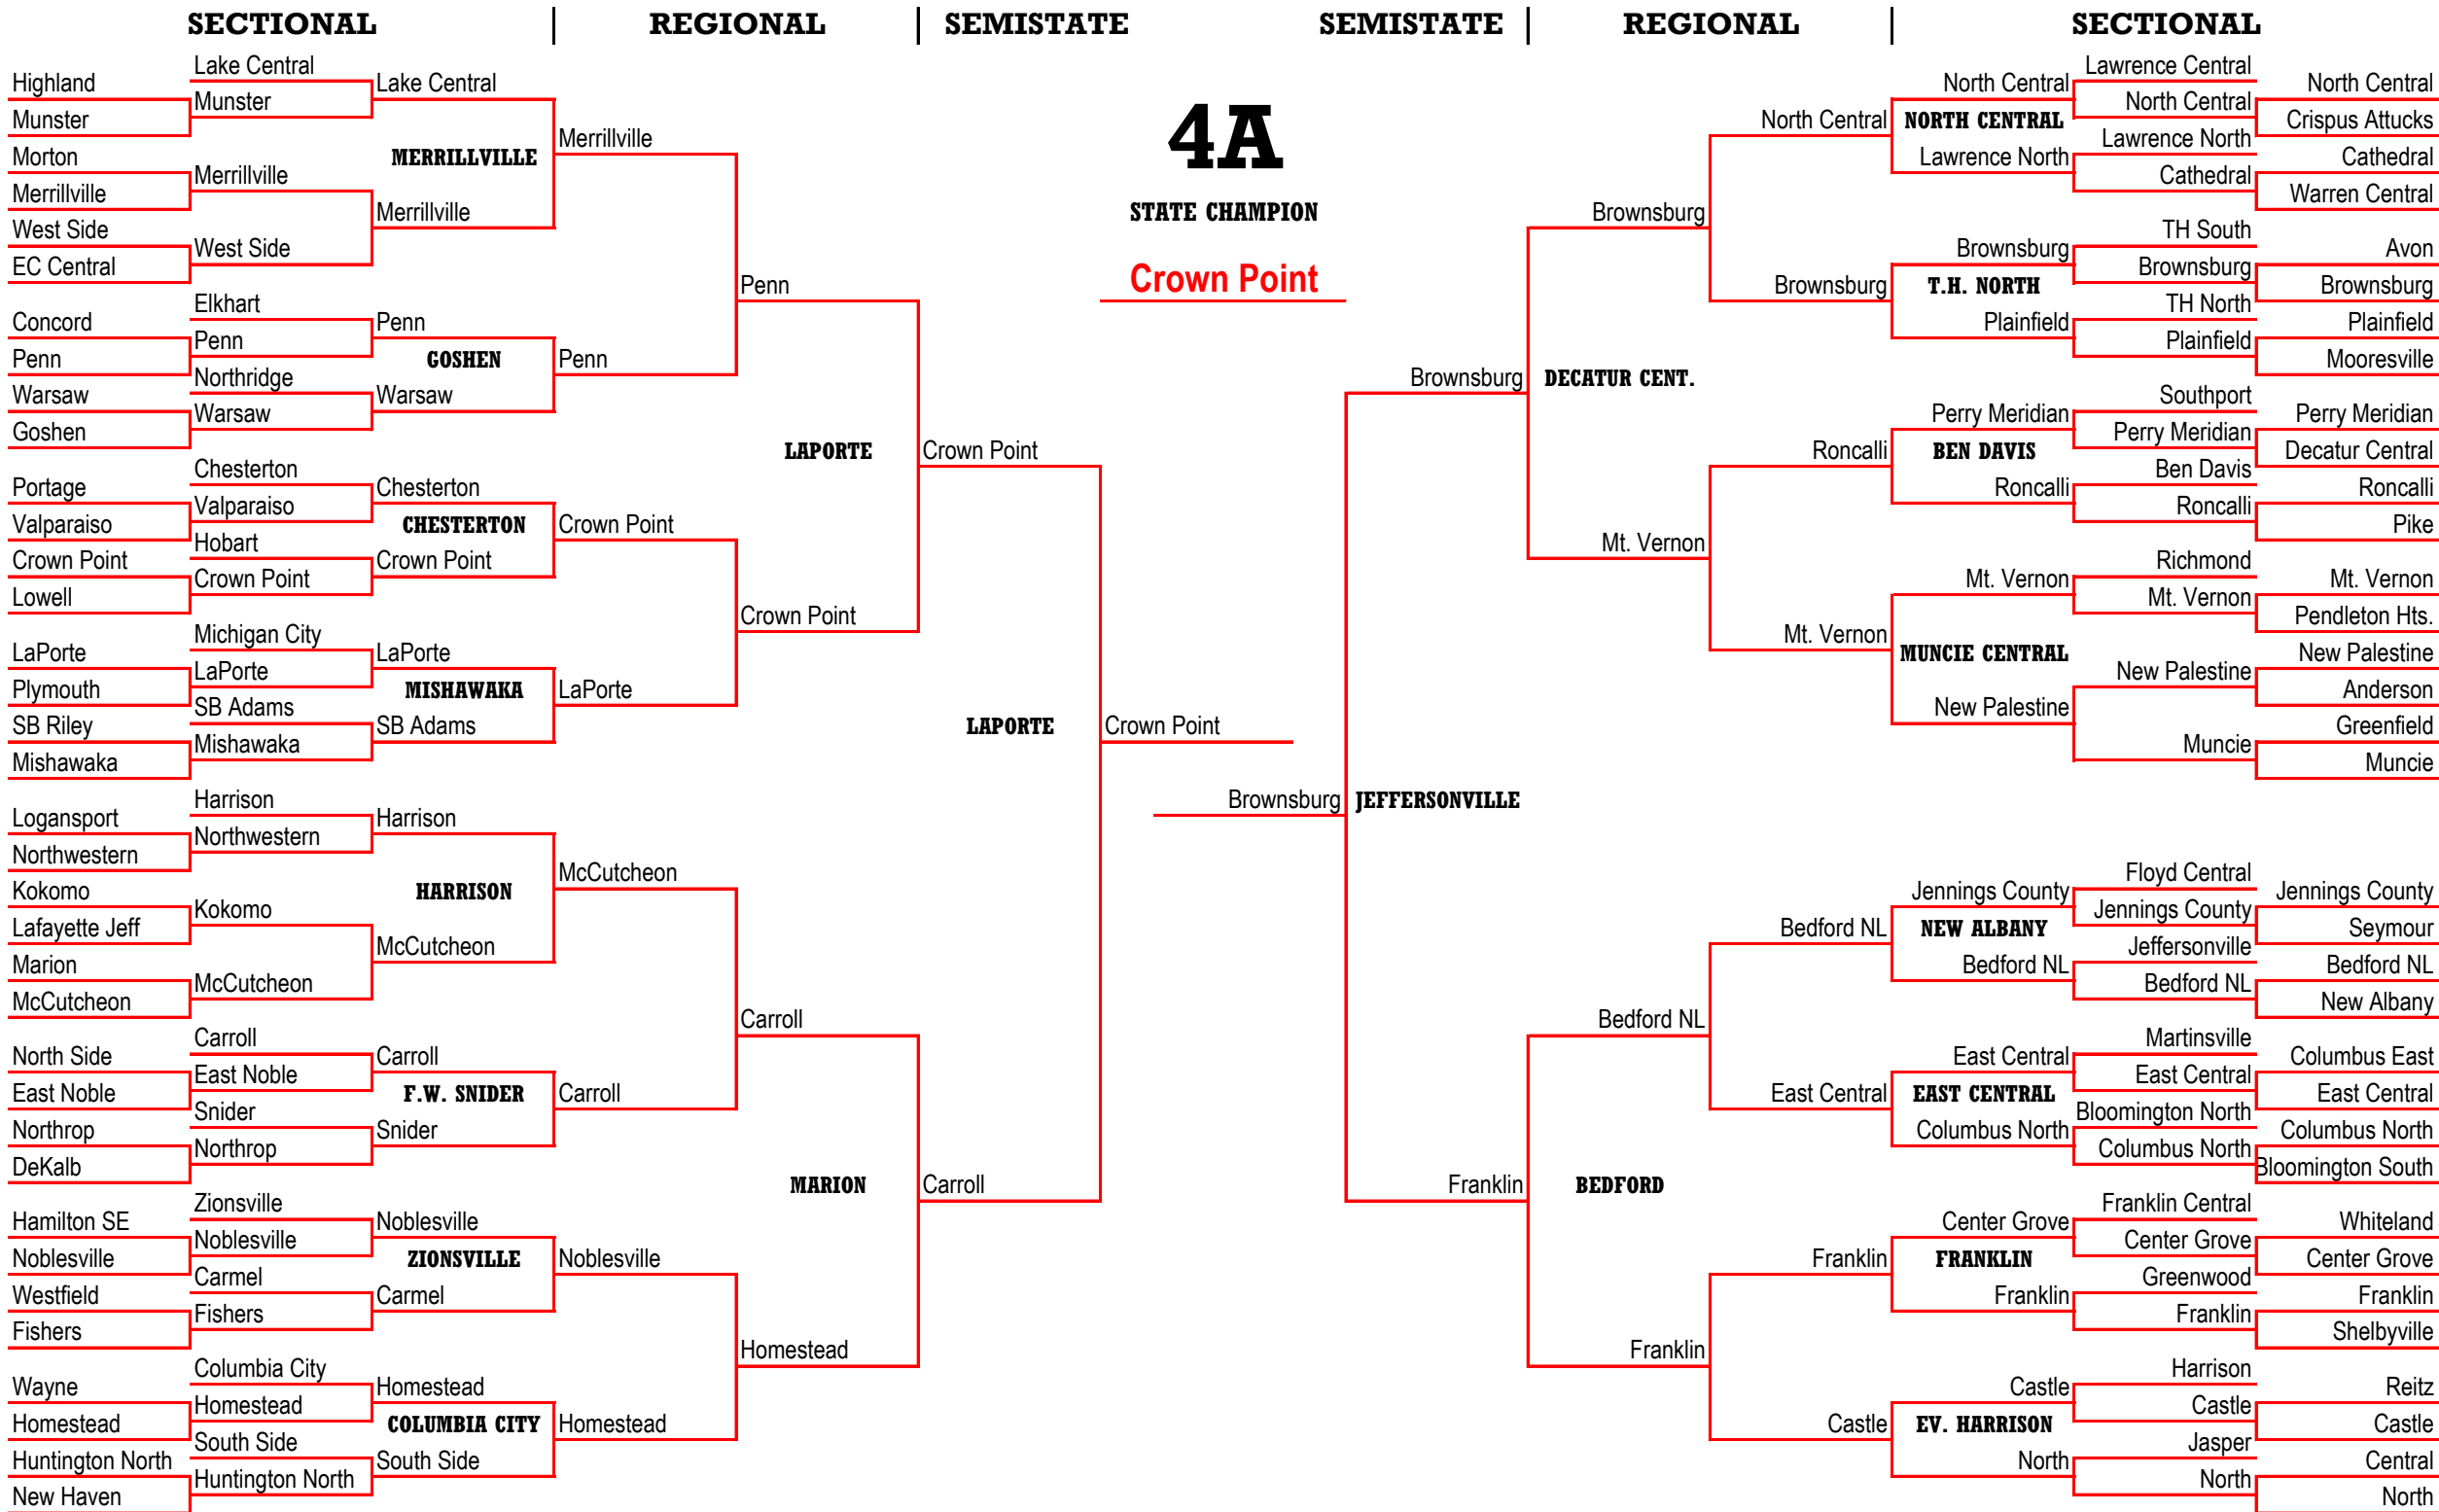 SECTIONAL
REGIONAL
SEMISTATE
SEMISTATE
REGIONAL
SECTIONAL
4A
STATE CHAMPION
Crown Point
Highland
Munster
Morton
Merrillville
West Side
EC Central
Concord
Penn
Warsaw
Goshen
Portage
Valparaiso
Crown Point
Lowell
LaPorte
Plymouth
SB Riley
Mishawaka
Logansport
Northwestern
Kokomo
Lafayette Jeff
Marion
McCutcheon
North Side
East Noble
Northrop
DeKalb
Hamilton SE
Noblesville
Westfield
Fishers
Wayne
Homestead
Huntington North
New Haven
Lake Central
Munster
Merrillville
West Side
Elkhart
Penn
Northridge
Warsaw
Chesterton
Valparaiso
Hobart
Crown Point
Michigan City
LaPorte
SB Adams
Mishawaka
Harrison
Northwestern
Kokomo
McCutcheon
Carroll
East Noble
Snider
Northrop
Zionsville
Noblesville
Carmel
Fishers
Columbia City
Homestead
South Side
Huntington North
Lake Central
MERRILLVILLE
Merrillville
Penn
GOSHEN
Warsaw
Chesterton
CHESTERTON
Crown Point
LaPorte
MISHAWAKA
SB Adams
Harrison
HARRISON
McCutcheon
Carroll
F.W. SNIDER
Snider
Noblesville
ZIONSVILLE
Carmel
Homestead
COLUMBIA CITY
South Side
Merrillville
Penn
Crown Point
LaPorte
McCutcheon
Carroll
Noblesville
Homestead
Penn
LAPORTE
Crown Point
Carroll
MARION
Homestead
Crown Point
LAPORTE
Carroll
Crown Point
Brownsburg
Brownsburg
JEFFERSONVILLE
Franklin
Brownsburg
DECATUR CENT.
Mt. Vernon
Bedford NL
BEDFORD
Franklin
North Central
Brownsburg
Roncalli
Mt. Vernon
Bedford NL
East Central
Franklin
Castle
North Central
NORTH CENTRAL
Lawrence North
Brownsburg
T.H. NORTH
Plainfield
Perry Meridian
BEN DAVIS
Roncalli
Mt. Vernon
MUNCIE CENTRAL
New Palestine
Jennings County
NEW ALBANY
Bedford NL
East Central
EAST CENTRAL
Columbus North
Center Grove
FRANKLIN
Franklin
Castle
EV. HARRISON
North
Lawrence Central
North Central
Lawrence North
Cathedral
TH South
Brownsburg
TH North
Plainfield
Southport
Perry Meridian
Ben Davis
Roncalli
Richmond
Mt. Vernon
New Palestine
Muncie
Floyd Central
Jennings County
Jeffersonville
Bedford NL
Martinsville
East Central
Bloomington North
Columbus North
Franklin Central
Center Grove
Greenwood
Franklin
Harrison
Castle
Jasper
North
North Central
Crispus Attucks
Cathedral
Warren Central
Avon
Brownsburg
Plainfield
Mooresville
Perry Meridian
Decatur Central
Roncalli
Pike
Mt. Vernon
Pendleton Hts.
New Palestine
Anderson
Greenfield
Muncie
Jennings County
Seymour
Bedford NL
New Albany
Columbus East
East Central
Columbus North
Bloomington South
Whiteland
Center Grove
Franklin
Shelbyville
Reitz
Castle
Central
North